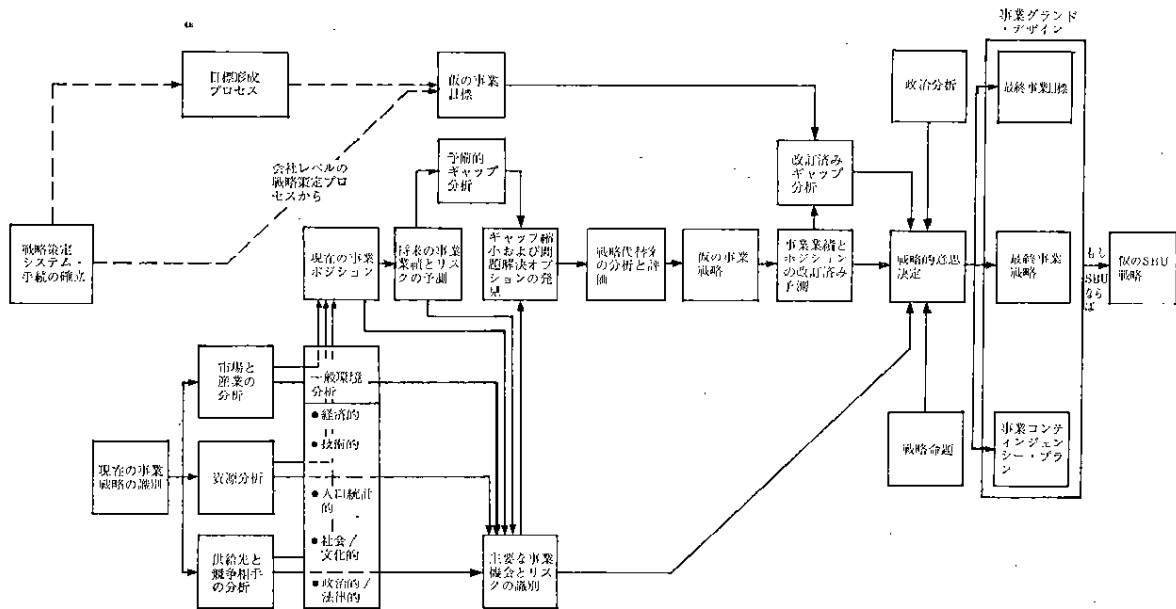 事業グランド
・デザイン
目標形成
プロセス
仮の事業
目標
政治分析
最終事業目標
会社レベルの
戦略策定プロ
セスから
予備的
ギャップ
分析
改訂済み
ギャップ
分析
戦略策定
システム・
手続の確立
現在の事業
ポジション
将来の事業
業績とリス
クの予測
ギャップ縮
小および問
題解決オプ
ションの発
見
戦略代替案
の分析と評
価
仮の事業
戦略
事業業績と
ポジション
の改訂済み
予測
戦略的意思
決定
最終事業
戦略
もし
SBU
ならば
仮のSBU
戦略
市場と
産業の
分析
一般環境
分析
●経済的
●技術的
●人口統計
的
●社会/
文化的
●政治的/
法律的
現在の事業
戦略の識別
資源分析
供給先と
競争相手
の分析
主要な事業
機会とリス
クの識別
戦略命題
事業コンテ
ィンジェン
シー・プラ
ン